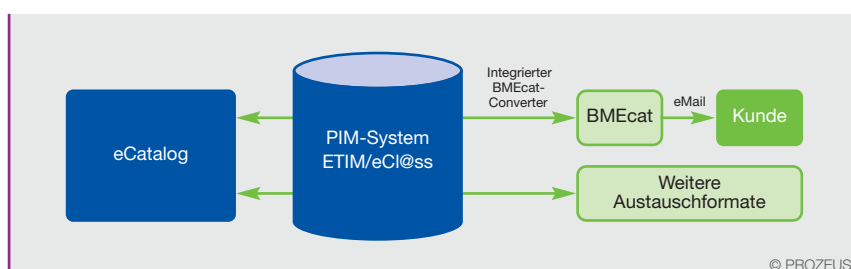 eCatalog
PIM-System
ETIM/eCl@ss
Integrierter
BMEcat-
Converter
BMEcat
eMail
Kunde
Weitere
Austauschformate
© PROZEUS